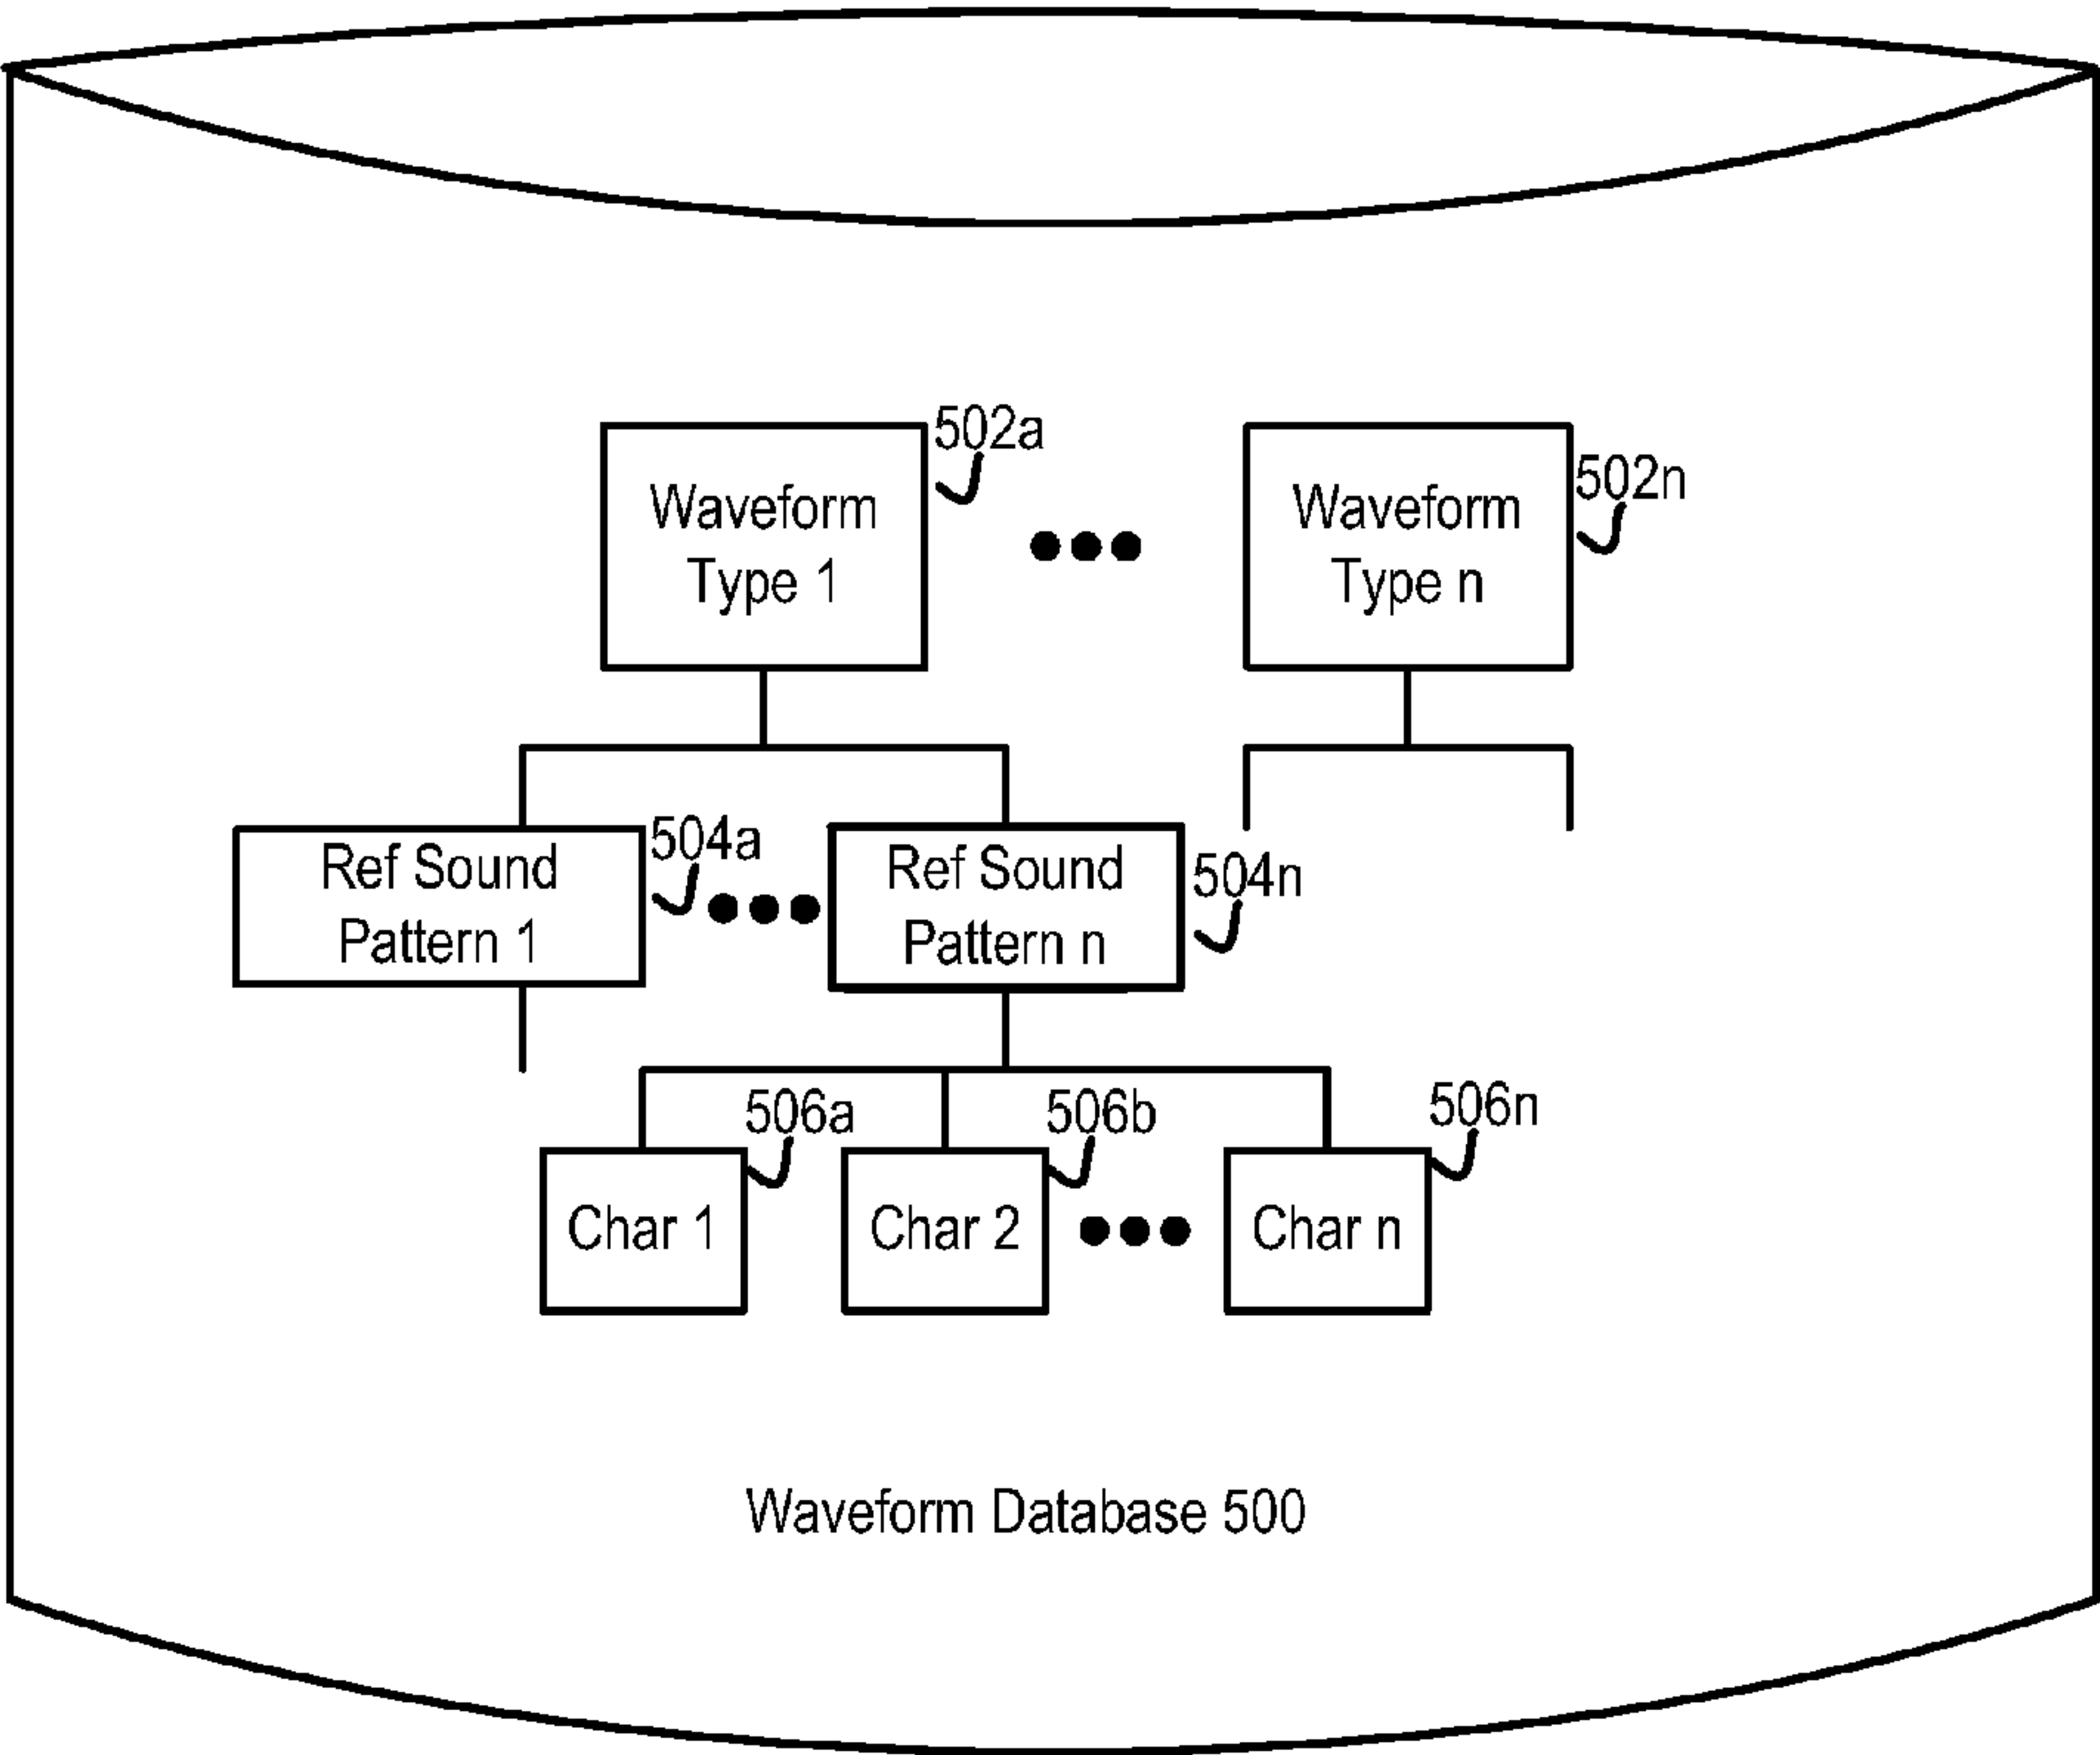 502a
Waveform
Type 1
502n
Waveform
Type n
504a
Ref Sound
Pattern 1
504n
Ref Sound
Pattern n
506a
506b
506n
Char 1
Char 2
Char n
Waveform Database 500